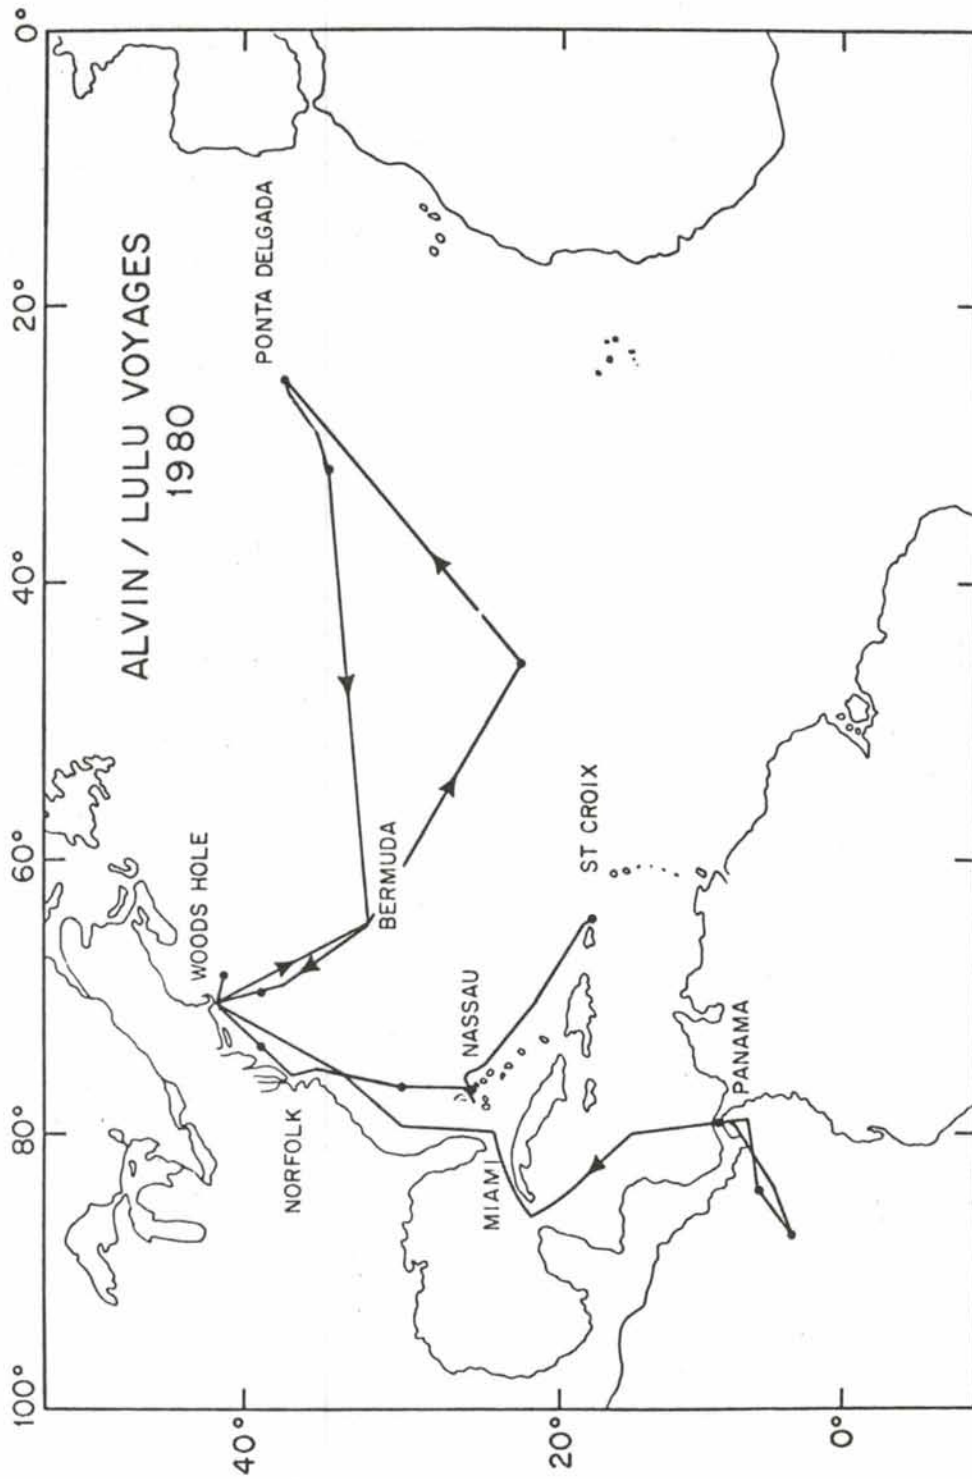 ALVIN / LULU VOYAGES
1980
100°
80°
60°
40°
20°
0°
40°
20°
0°
WOODS HOLE
PONTA DELGADA
NORFOLK
BERMUDA
MIAMI
NASSAU
ST CROIX
PANAMA